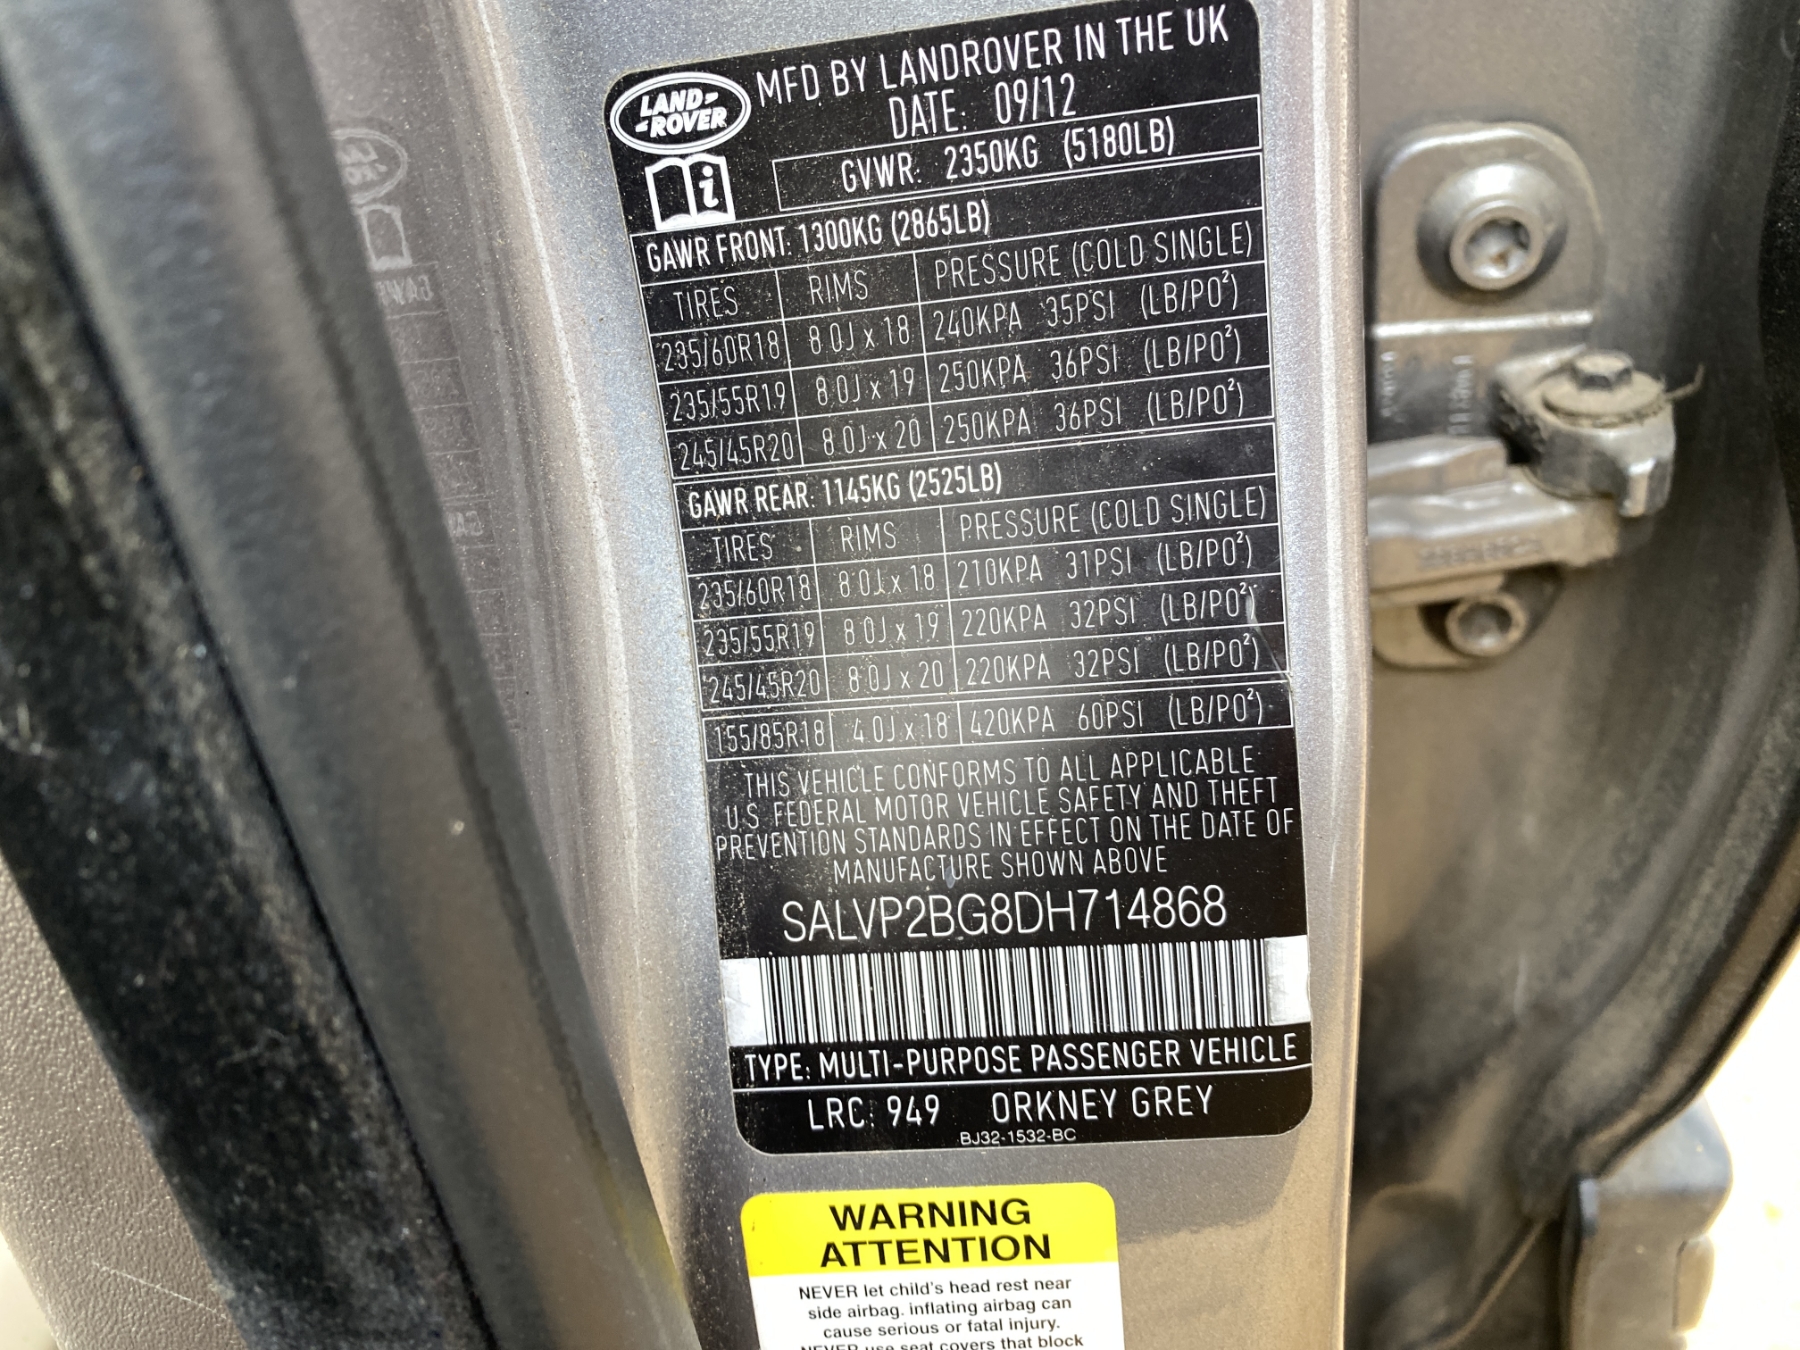 LAND ROVER
MFD BY LANDROVER IN THE UK
DATE: 09/12
GVWR: 2350KG (5180LB)
i
GAWR FRONT: 1300KG (2865LB)
TIRES RIMS PRESSURE (COLD SINGLE)
235/60R18 8.0J x 18 240KPA 35PSI (LB/PO²)
235/55R19 8.0J x 19 250KPA 36PSI (LB/PO²)
245/45R20 8.0J x 20 250KPA 36PSI (LB/PO²)
GAWR REAR: 1145KG (2525LB)
TIRES RIMS PRESSURE (COLD SINGLE)
235/60R18 8.0J x 18 210KPA 31PSI (LB/PO²)
235/55R19 8.0J x 19 220KPA 32PSI (LB/PO²)
245/45R20 8.0J x 20 220KPA 32PSI (LB/PO²)
155/85R18 4.0J x 18 420KPA 60PSI (LB/PO²)
THIS VEHICLE CONFORMS TO ALL APPLICABLE
U.S. FEDERAL MOTOR VEHICLE SAFETY AND THEFT
PREVENTION STANDARDS IN EFFECT ON THE DATE OF
MANUFACTURE SHOWN ABOVE
SALVP2BG8DH714868
TYPE: MULTI-PURPOSE PASSENGER VEHICLE
LRC: 949 ORKNEY GREY
BJ32-1532-BC
WARNING
ATTENTION
NEVER let child's head rest near
side airbag. inflating airbag can
cause serious or fatal injury.
NEVER use seat covers that block